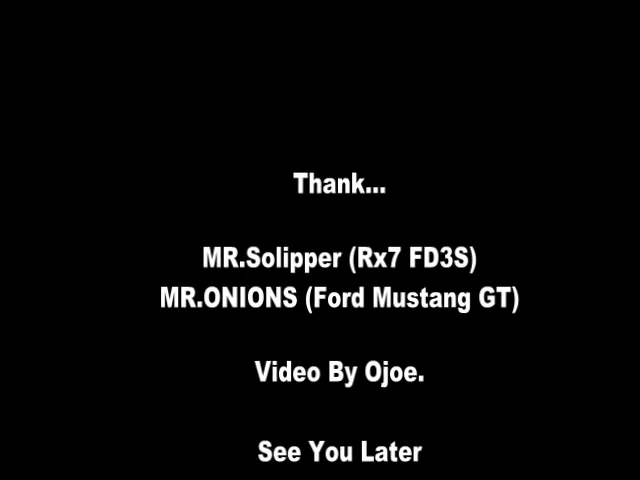 Thank...
MR.Solipper (Rx7 FD3S)
MR.ONIONS (Ford Mustang GT)
Video By Ojoe.
See You Later